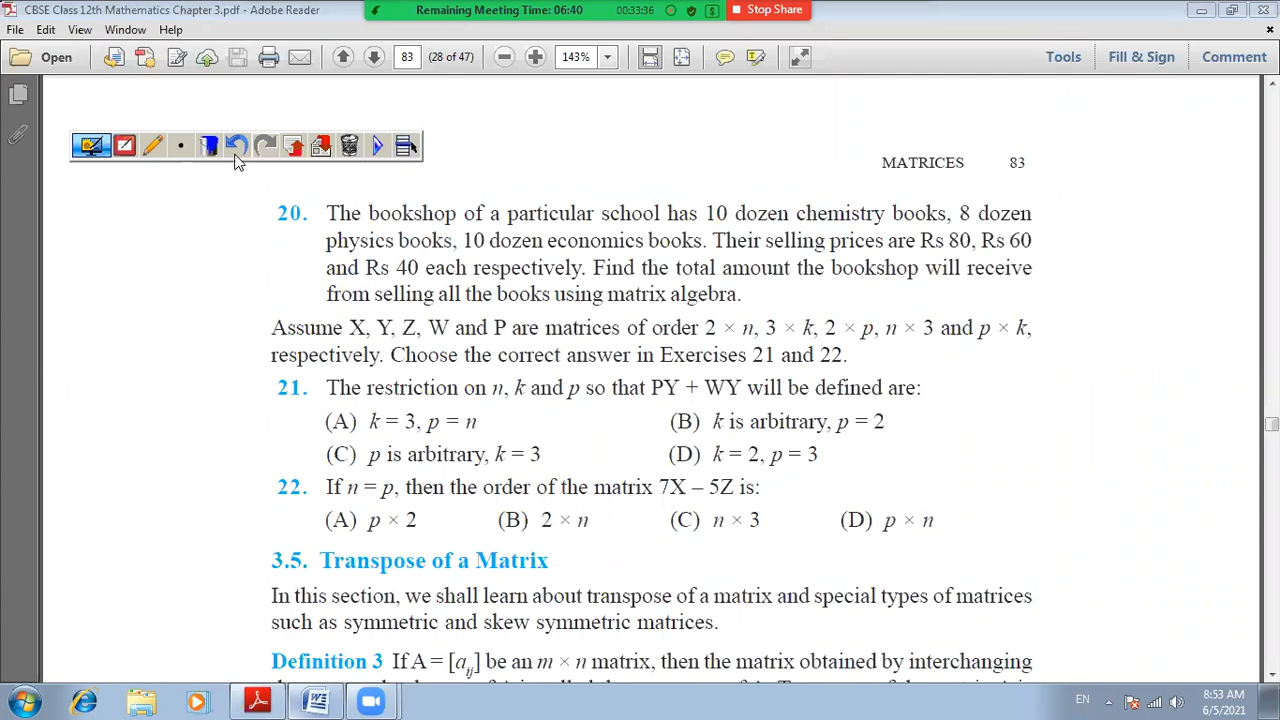 CBSE Class 12th Mathematics Chapter 3.pdf - Adobe Reader
Remaining Meeting Time: 06:40
00:33:36
Stop Share
File Edit View Window Help
Open
83
(28 of 47)
143%
Tools
Fill & Sign
Comment
MATRICES 83
20. The bookshop of a particular school has 10 dozen chemistry books, 8 dozen
physics books, 10 dozen economics books. Their selling prices are Rs 80, Rs 60
and Rs 40 each respectively. Find the total amount the bookshop will receive
from selling all the books using matrix algebra.
Assume X, Y, Z, W and P are matrices of order 2 × n, 3 × k, 2 × p, n × 3 and p × k,
respectively. Choose the correct answer in Exercises 21 and 22.
21. The restriction on n, k and p so that PY + WY will be defined are:
(A) k = 3, p = n (B) k is arbitrary, p = 2
(C) p is arbitrary, k = 3 (D) k = 2, p = 3
22. If n = p, then the order of the matrix 7X – 5Z is:
(A) p × 2 (B) 2 × n (C) n × 3 (D) p × n
3.5. Transpose of a Matrix
In this section, we shall learn about transpose of a matrix and special types of matrices
such as symmetric and skew symmetric matrices.
Definition 3 If A = [aij] be an m × n matrix, then the matrix obtained by interchanging
EN
8:53 AM
6/5/2021